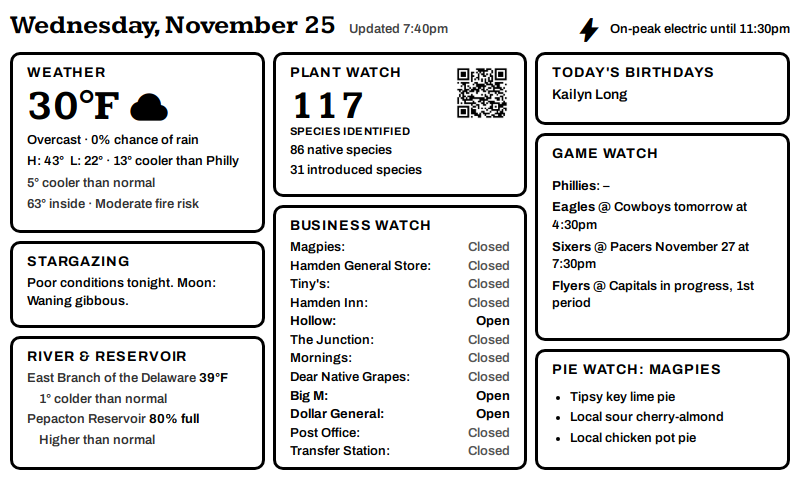 Wednesday, November 25 Updated 7:40pm
On-peak electric until 11:30pm
WEATHER
30°F
Overcast · 0% chance of rain
H: 43° L: 22° · 13° cooler than Philly
5° cooler than normal
63° inside · Moderate fire risk
STARGAZING
Poor conditions tonight. Moon:
Waning gibbous.
RIVER & RESERVOIR
East Branch of the Delaware 39°F
1° colder than normal
Pepacton Reservoir 80% full
Higher than normal
PLANT WATCH
117
SPECIES IDENTIFIED
86 native species
31 introduced species
BUSINESS WATCH
Magpies: Closed
Hamden General Store: Closed
Tiny's: Closed
Hamden Inn: Closed
Hollow: Open
The Junction: Closed
Mornings: Closed
Dear Native Grapes: Closed
Big M: Open
Dollar General: Open
Post Office: Closed
Transfer Station: Closed
TODAY'S BIRTHDAYS
Kailyn Long
GAME WATCH
Phillies: –
Eagles @ Cowboys tomorrow at
4:30pm
Sixers @ Pacers November 27 at
7:30pm
Flyers @ Capitals in progress, 1st
period
PIE WATCH: MAGPIES
• Tipsy key lime pie
• Local sour cherry-almond
• Local chicken pot pie